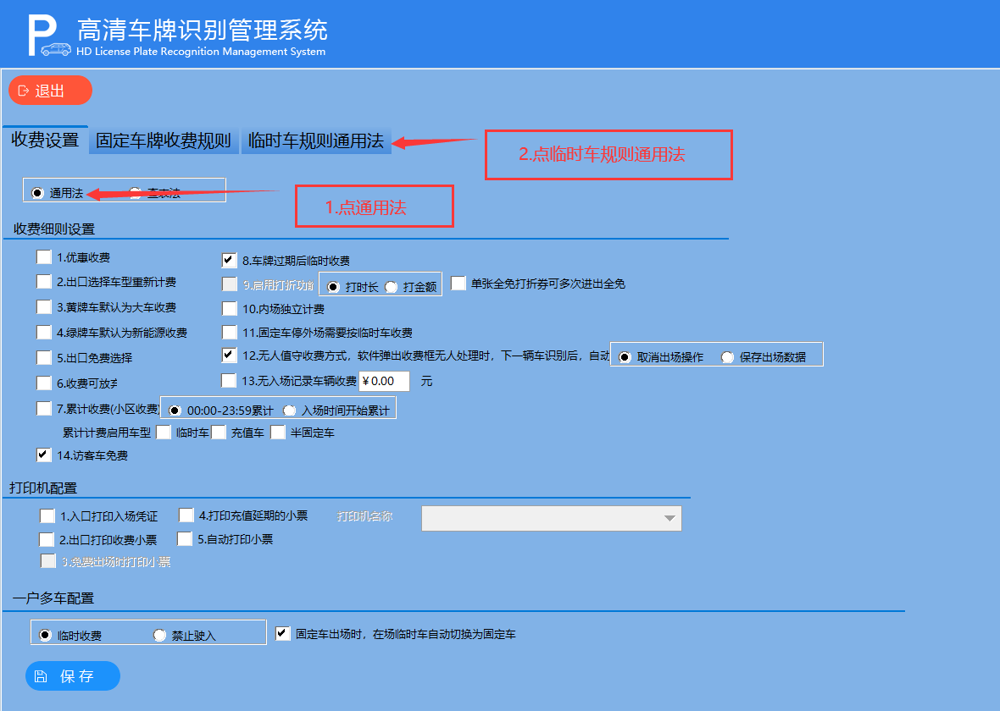 高清车牌识别管理系统
HD License Plate Recognition Management System
退出
收费设置 固定车牌收费规则 临时车规则通用法
2.点临时车规则通用法
通用法 查表法
1.点通用法
收费细则设置
1.优惠收费
8.车牌过期后临时收费
2.出口选择车型重新计费
9.启用打折功能 打时长 打金额 单张全免打折券可多次进出全免
3.黄牌车默认为大车收费
10.内场独立计费
4.绿牌车默认为新能源收费
11.固定车停外场需要按临时车收费
5.出口免费选择
12.无人值守收费方式，软件弹出收费框无人处理时，下一辆车识别后，自动 取消出场操作 保存出场数据
6.收费可放弃
13.无入场记录车辆收费 ¥0.00 元
7.累计收费(小区收费) 00:00-23:59累计 入场时间开始累计
累计计费启用车型 临时车 充值车 半固定车
14.访客车免费
打印机配置
1.入口打印入场凭证 4.打印充值延期的小票 打印机名称
2.出口打印收费小票 5.自动打印小票
3.免费出场时打印小票
一户多车配置
临时收费 禁止驶入 固定车出场时，在场临时车自动切换为固定车
保存